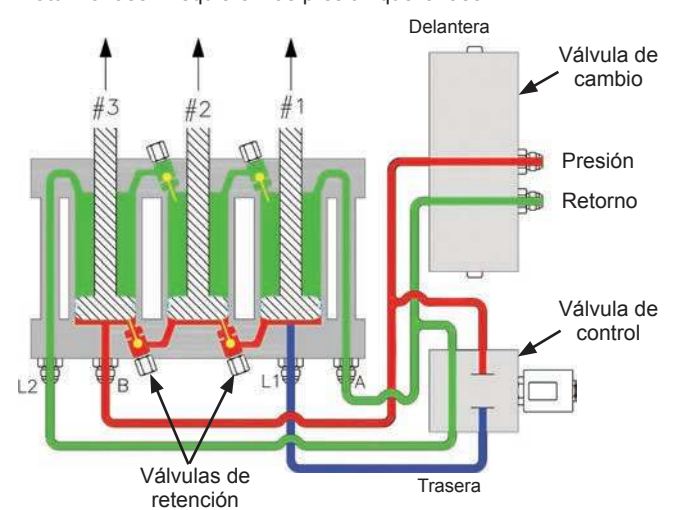 Delantera
Válvula de
cambio
#3
#2
#1
Presión
Retorno
Válvula de
control
L2
B
L1
A
Válvulas de
retención
Trasera